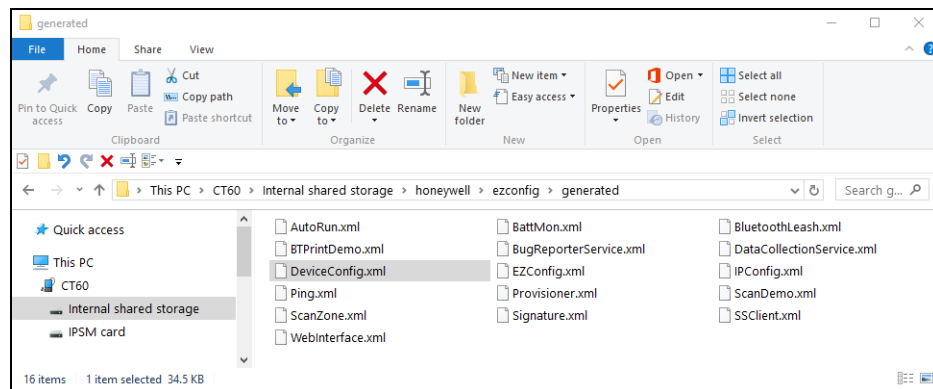 generated
File Home Share View
Pin to Quick access
Copy
Paste
Cut
Copy path
Paste shortcut
Clipboard
Move to
Copy to
Delete
Rename
Organize
New folder
New item
Easy access
New
Properties
Open
Edit
History
Open
Select all
Select none
Invert selection
Select
This PC > CT60 > Internal shared storage > honeywell > ezconfig > generated
Search g...
Quick access
This PC
CT60
Internal shared storage
IPSM card
AutoRun.xml BattMon.xml BluetoothLeash.xml
BTPrintDemo.xml BugReporterService.xml DataCollectionService.xml
DeviceConfig.xml EZConfig.xml IPConfig.xml
Ping.xml Provisioner.xml ScanDemo.xml
ScanZone.xml Signature.xml SSClient.xml
WebInterface.xml
16 items 1 item selected 34.5 KB